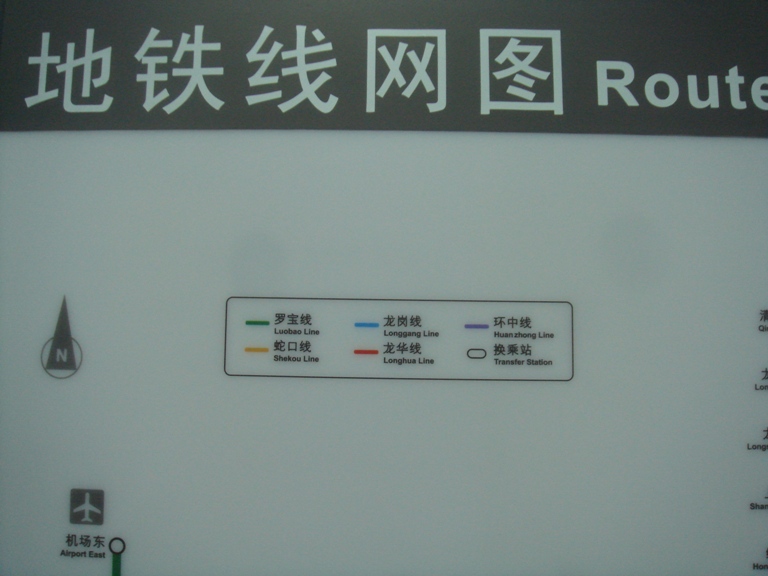 地铁线网图 Route
N
罗宝线
Luobao Line
龙岗线
Longgang Line
环中线
Huanzhong Line
蛇口线
Shekou Line
龙华线
Longhua Line
换乘站
Transfer Station
机场东
Airport East